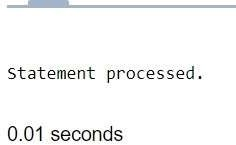 Statement processed.
0.01 seconds